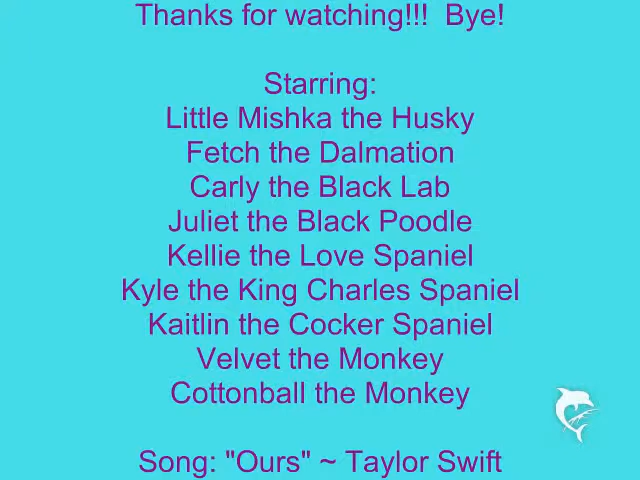 Thanks for watching!!!  Bye!
Starring:
Little Mishka the Husky
Fetch the Dalmation
Carly the Black Lab
Juliet the Black Poodle
Kellie the Love Spaniel
Kyle the King Charles Spaniel
Kaitlin the Cocker Spaniel
Velvet the Monkey
Cottonball the Monkey
Song: "Ours" ~ Taylor Swift